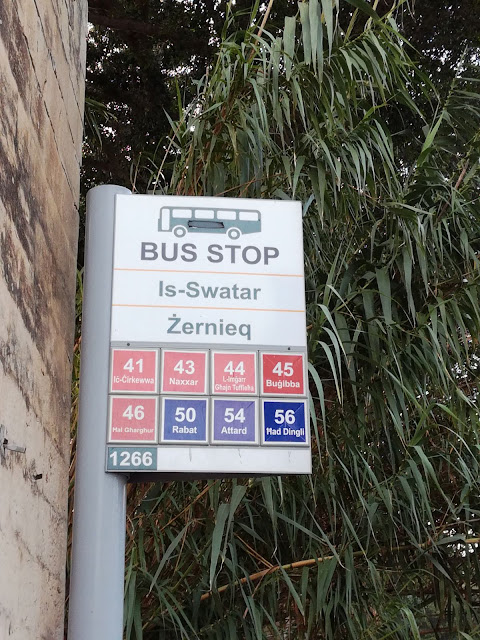 BUS STOP
Is-Swatar
Żernieq
41
Iċ-Ċirkewwa
43
Naxxar
44
L-Imġarr
Għajn Tuffieħa
45
Buġibba
46
Ħal Għargħur
50
Rabat
54
Attard
56
Ħad Dingli
1266